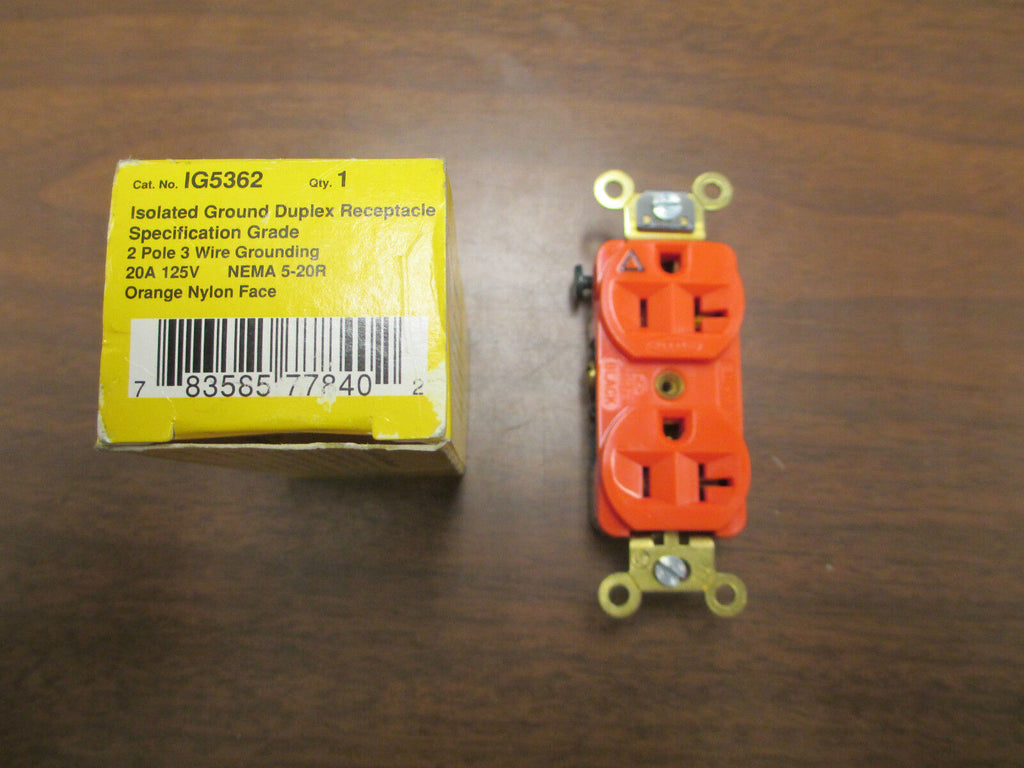 Cat. No. IG5362 Qty. 1
Isolated Ground Duplex Receptacle
Specification Grade
2 Pole 3 Wire Grounding
20A 125V NEMA 5-20R
Orange Nylon Face
7 83585 77840 2
BLACK